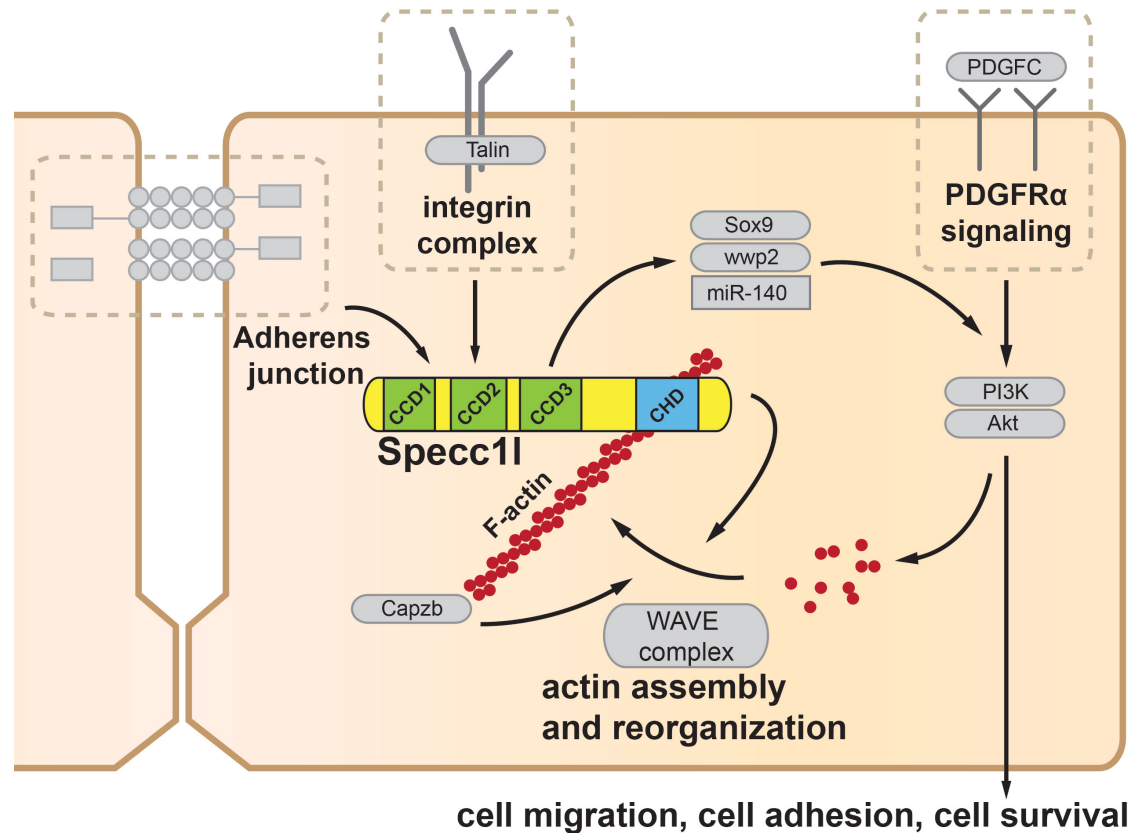 PDGFC
Talin
integrin
complex
PDGFRα
signaling
Sox9
wwp2
miR-140
Adherens
junction
CCD1
CCD2
CCD3
CHD
Specc1l
PI3K
Akt
F-actin
Capzb
WAVE
complex
actin assembly
and reorganization
cell migration, cell adhesion, cell survival